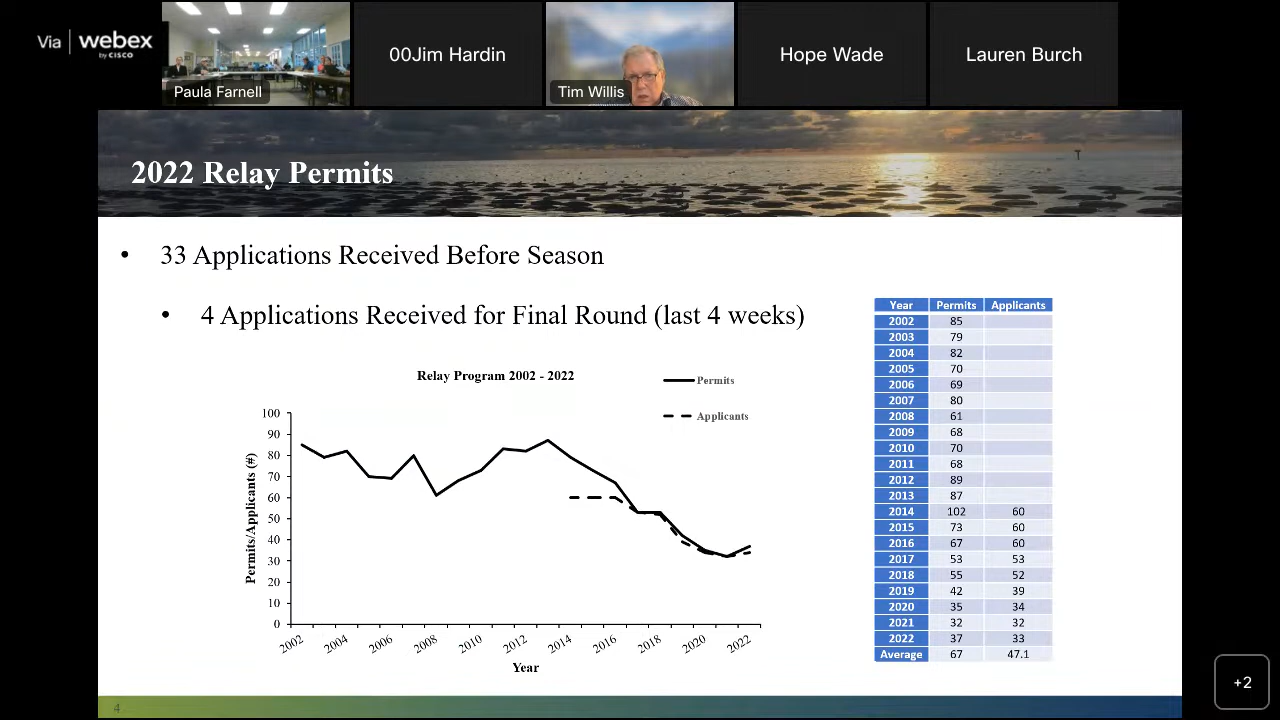 Via | webex
by CISCO
Paula Farnell
00Jim Hardin
Tim Willis
Hope Wade
Lauren Burch
2022 Relay Permits
• 33 Applications Received Before Season
• 4 Applications Received for Final Round (last 4 weeks)
Relay Program 2002 - 2022
Permits
Applicants
Permits/Applicants (#)
100
90
80
70
60
50
40
30
20
10
0
2002 2004 2006 2008 2010 2012 2014 2016 2018 2020 2022
Year
Year Permits Applicants
2002 85
2003 79
2004 82
2005 70
2006 69
2007 80
2008 61
2009 68
2010 70
2011 68
2012 89
2013 87
2014 102 60
2015 73 60
2016 67 60
2017 53 53
2018 55 52
2019 42 39
2020 35 34
2021 32 32
2022 37 33
Average 67 47.1
4
+2